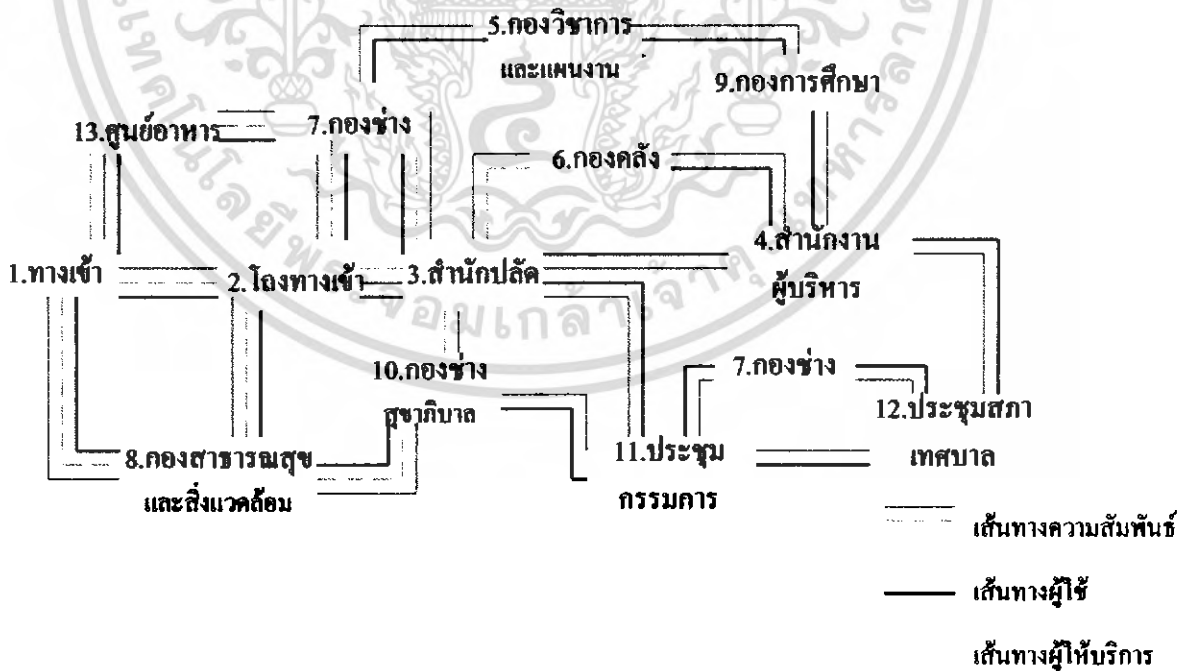 5.กองวิชาการ
และแผนงาน
9.กองการศึกษา
13.ศูนย์อาหาร
7.กองช่าง
6.กองคลัง
4.สำนักงาน
ผู้บริหาร
1.ทางเข้า
2.โถงทางเข้า
3.สำนักปลัด
10.กองช่าง
สุขาภิบาล
7.กองช่าง
12.ประชุมสภา
เทศบาล
8.กองสาธารณสุข
และสิ่งแวดล้อม
11.ประชุม
กรรมการ
เส้นทางความสัมพันธ์
เส้นทางผู้ใช้
เส้นทางผู้ให้บริการ